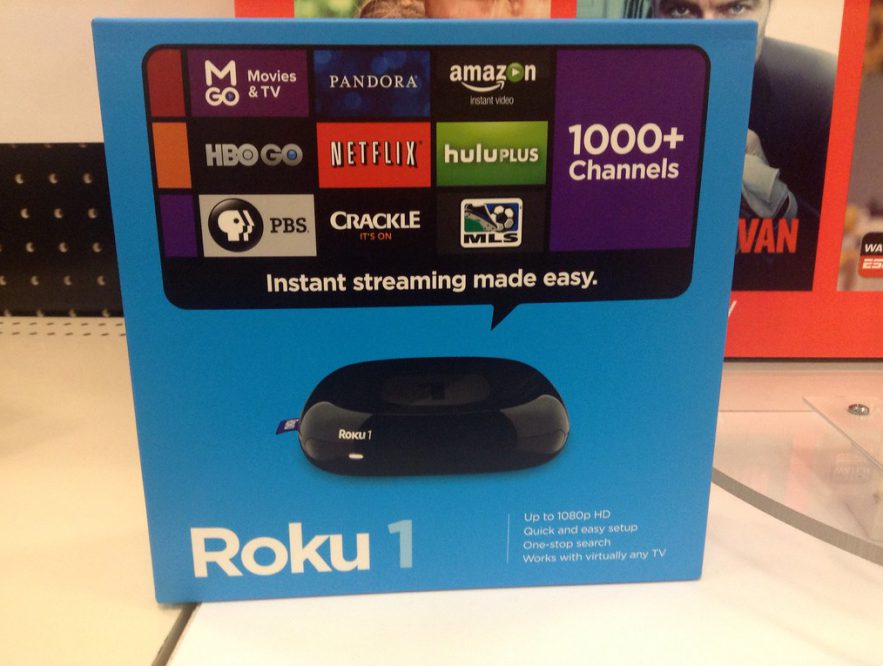 M
GO
Movies
& TV
PANDORA
amazon
instant video
HBO GO
NETFLIX
huluPLUS
1000+
Channels
PBS.
CRACKLE
IT'S ON
MLS
Instant streaming made easy.
Roku 1
Roku 1
Up to 1080p HD
Quick and easy setup
One-stop search
Works with virtually any TV
VAN
WA